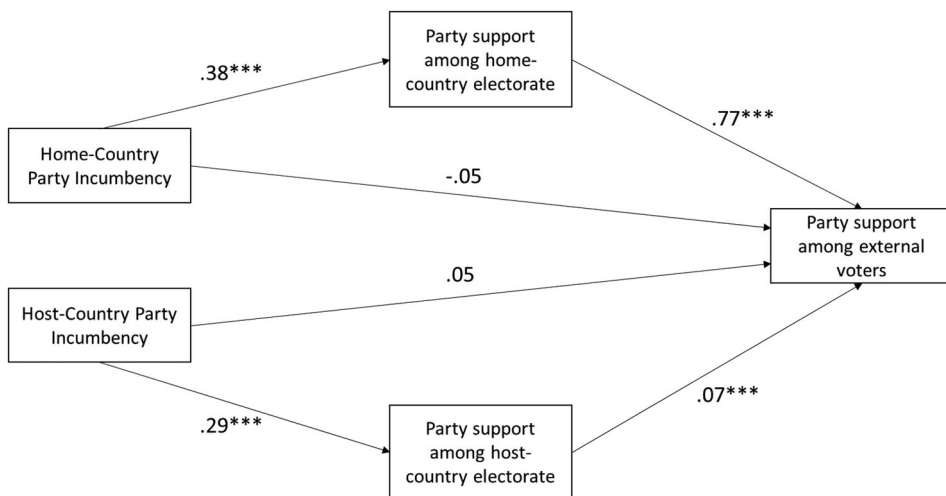 Party support
among home-
country electorate
.38***
.77***
Home-Country
Party Incumbency
-.05
Party support
among external
voters
.05
Host-Country Party
Incumbency
.29***
.07***
Party support
among host-
country electorate